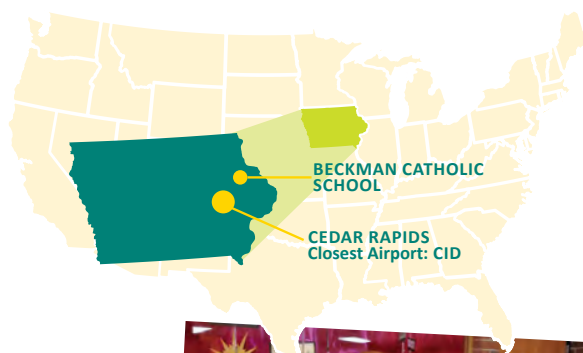 BECKMAN CATHOLIC
SCHOOL
CEDAR RAPIDS
Closest Airport: CID